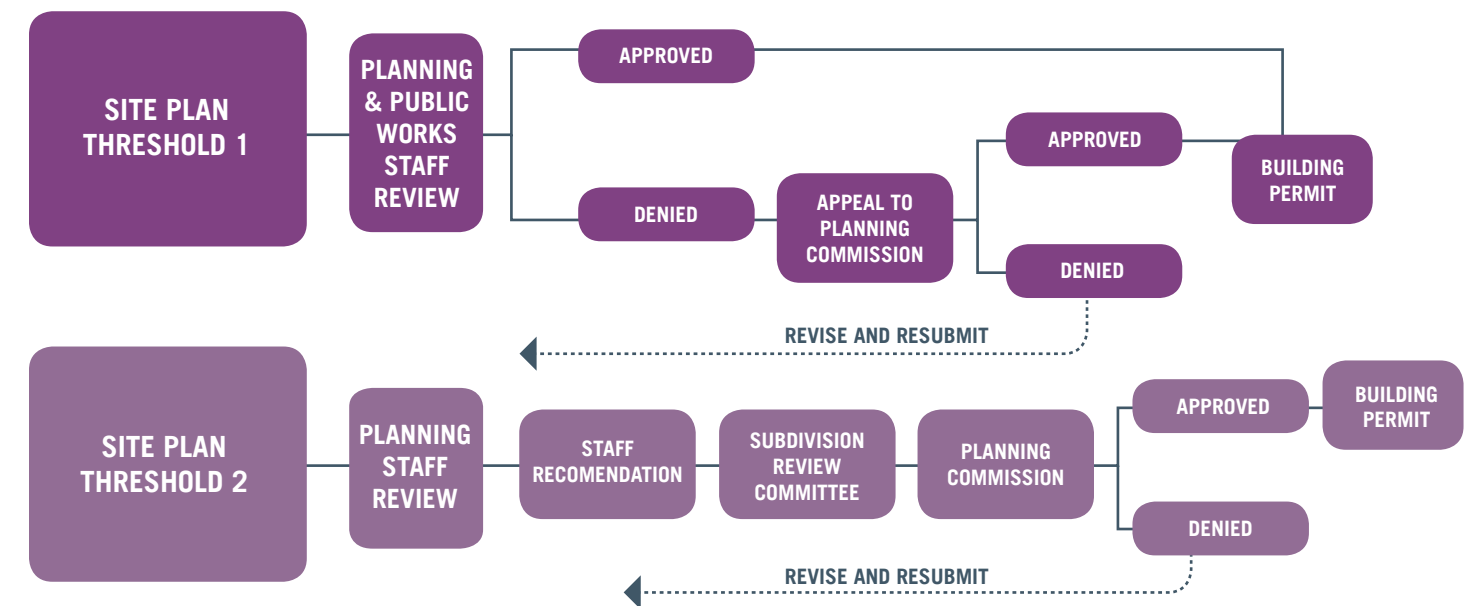 SITE PLAN
THRESHOLD 1
PLANNING
& PUBLIC
WORKS
STAFF
REVIEW
APPROVED
DENIED
APPEAL TO
PLANNING
COMMISSION
APPROVED
DENIED
BUILDING
PERMIT
REVISE AND RESUBMIT
SITE PLAN
THRESHOLD 2
PLANNING
STAFF
REVIEW
STAFF
RECOMENDATION
SUBDIVISION
REVIEW
COMMITTEE
PLANNING
COMMISSION
APPROVED
BUILDING
PERMIT
DENIED
REVISE AND RESUBMIT